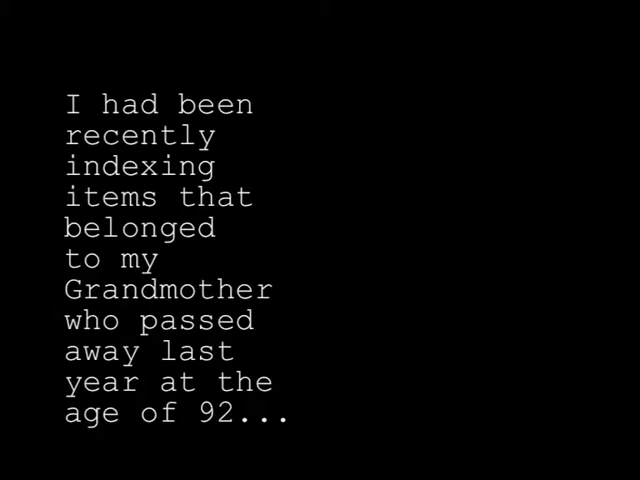 I had been
recently
indexing
items that
belonged
to my
Grandmother
who passed
away last
year at the
age of 92...